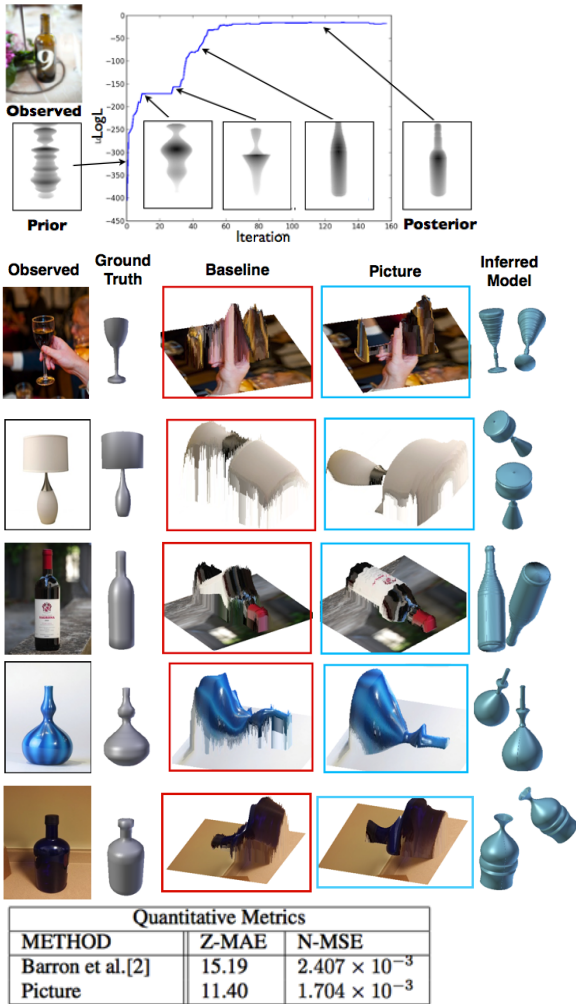 0
−50
−100
−150
−200
−250
−300
−350
−400
−450
0 20 40 60 80 100 120 140 160
LogL
Iteration
9
Observed
Prior
Posterior
Observed
Ground
Truth
Baseline
Picture
Inferred
Model
Quantitative Metrics
METHOD Z-MAE N-MSE
Barron et al.[2] 15.19 2.407 × 10⁻³
Picture 11.40 1.704 × 10⁻³